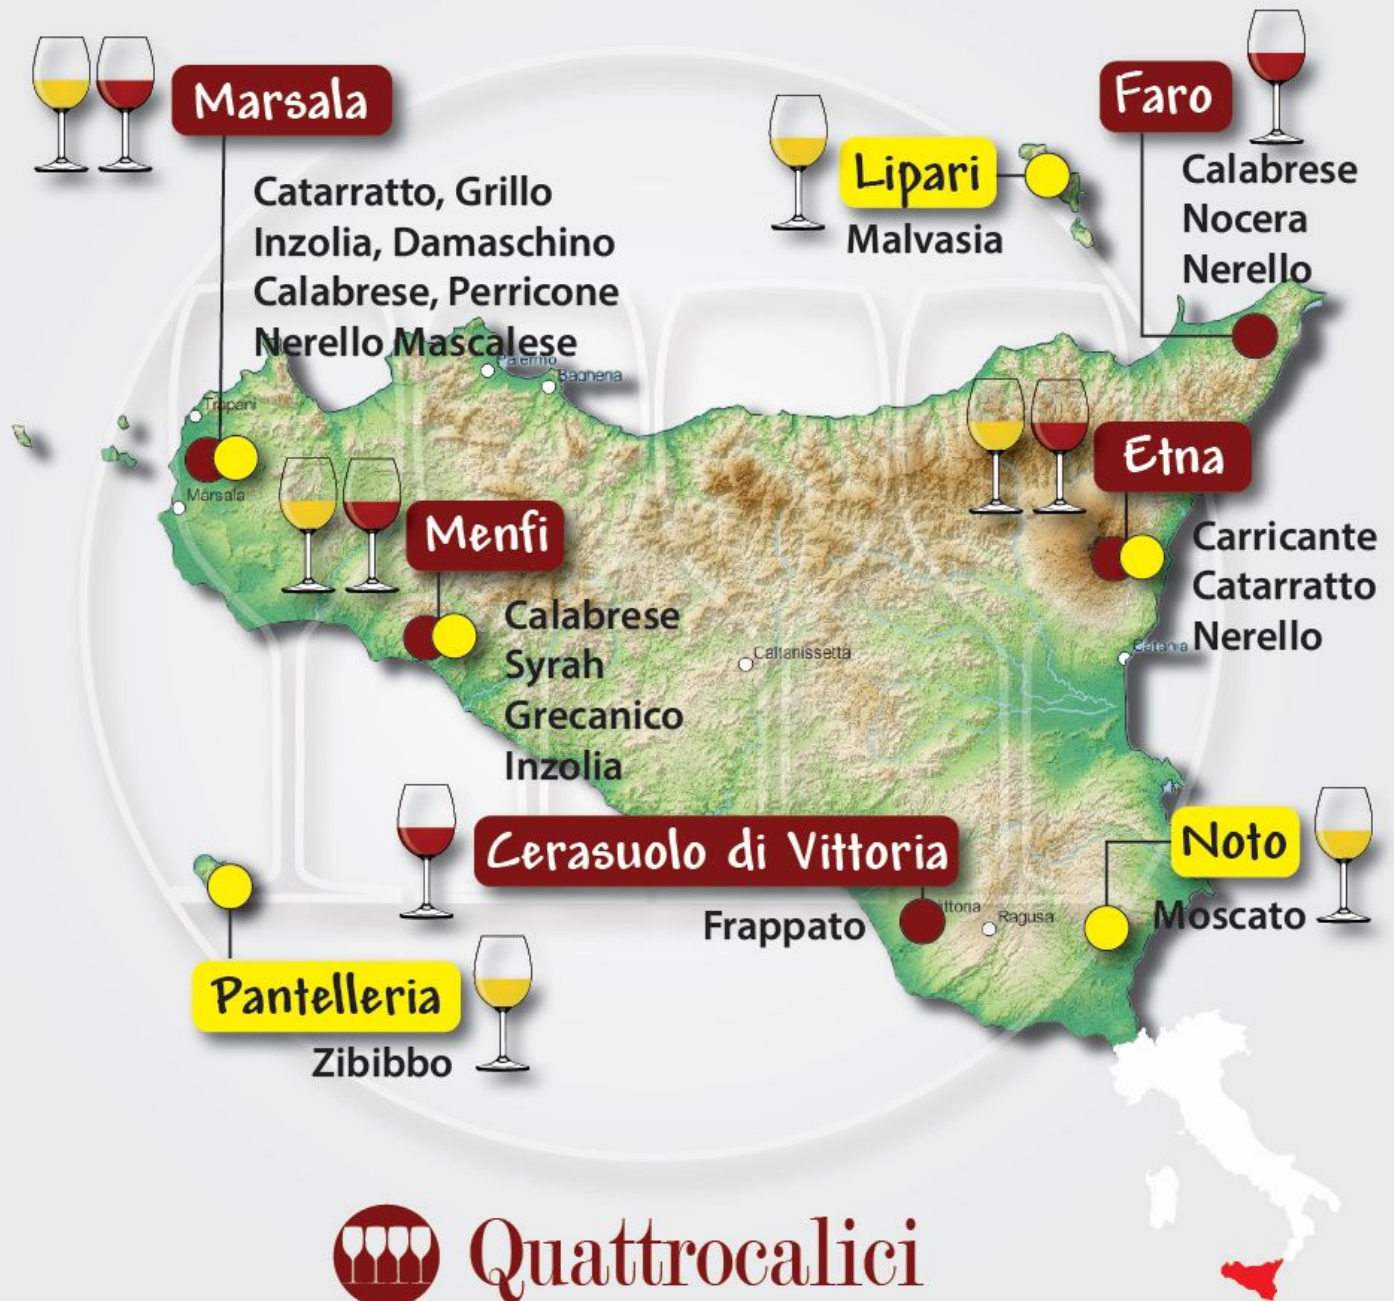 Marsala
Catarratto, Grillo
Inzolia, Damaschino
Calabrese, Perricone
Nerello Mascalese
Faro
Calabrese
Nocera
Nerello
Lipari
Malvasia
Palermo
Bagheria
Trapani
Marsala
Etna
Carricante
Catarratto
Nerello
Menfi
Calabrese
Syrah
Grecanico
Inzolia
Caltanissetta
Catania
Cerasuolo di Vittoria
Frappato
Ragusa
Noto
Moscato
Pantelleria
Zibibbo
Quattrocalici